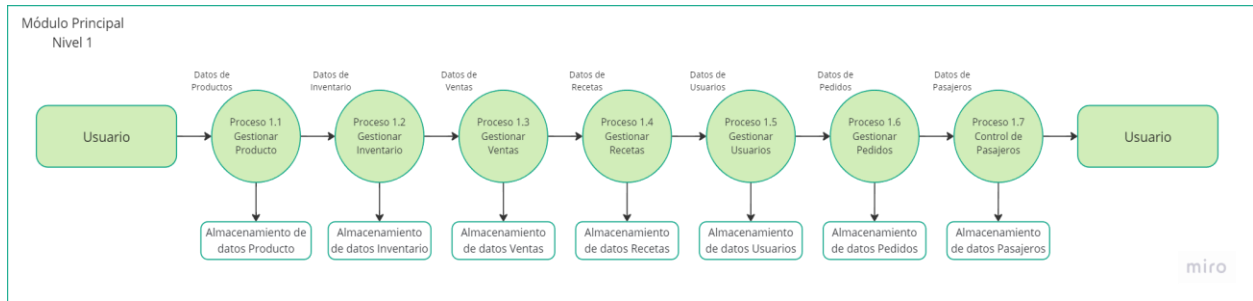 Módulo Principal
Nivel 1
Datos de
Productos
Datos de
Inventario
Datos de
Ventas
Datos de
Recetas
Datos de
Usuarios
Datos de
Pedidos
Datos de
Pasajeros
Usuario
Proceso 1.1
Gestionar
Producto
Proceso 1.2
Gestionar
Inventario
Proceso 1.3
Gestionar
Ventas
Proceso 1.4
Gestionar
Recetas
Proceso 1.5
Gestionar
Usuarios
Proceso 1.6
Gestionar
Pedidos
Proceso 1.7
Control de
Pasajeros
Usuario
Almacenamiento de
datos Producto
Almacenamiento
de datos Inventario
Almacenamiento
de datos Ventas
Almacenamiento
de datos Recetas
Almacenamiento
de datos Usuarios
Almacenamiento
de datos Pedidos
Almacenamiento
de datos Pasajeros
miro